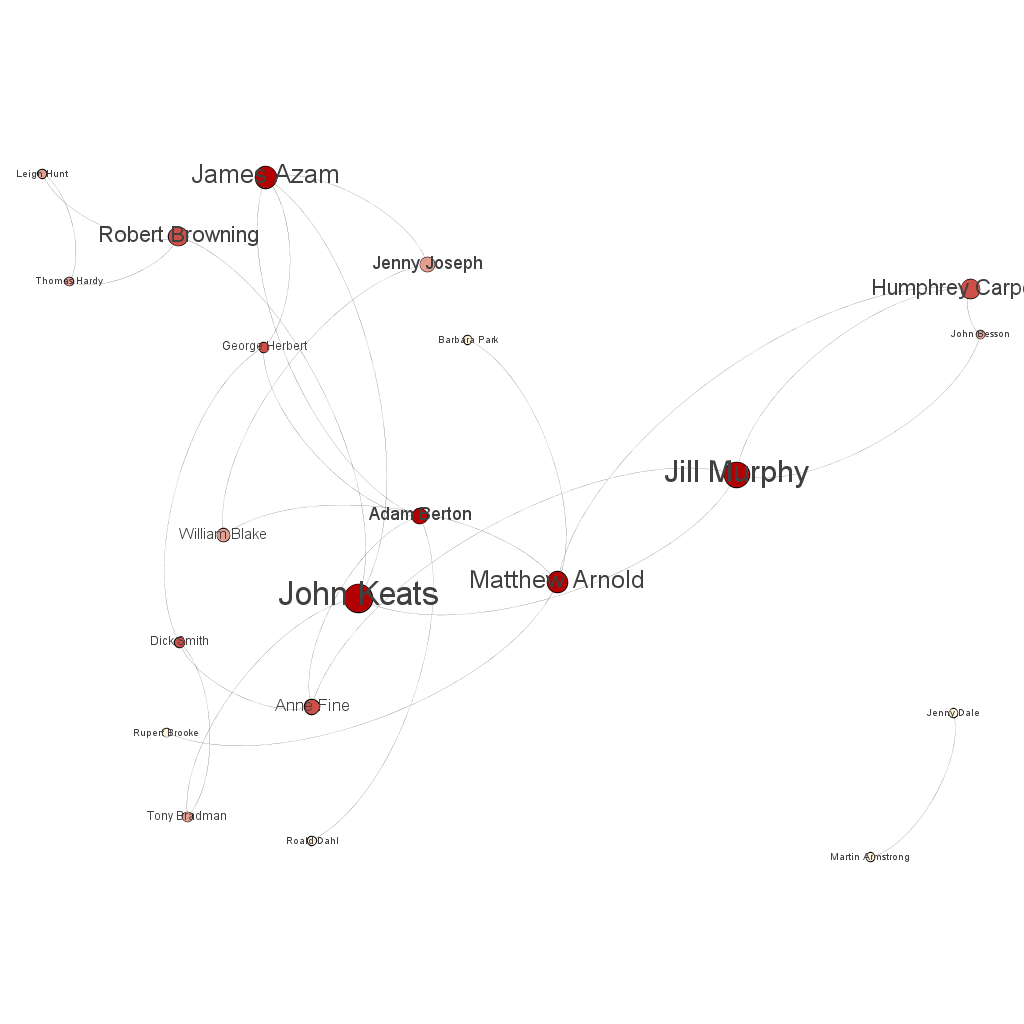 Leigh Hunt
James Azam
Robert Browning
Jenny Joseph
Thomas Hardy
Humphrey Carpe
John Besson
Barbara Park
George Herbert
Jill Murphy
Adam Berton
William Blake
Matthew Arnold
John Keats
Dick Smith
Anne Fine
Jenny Dale
Rupert Brooke
Tony Bradman
Roald Dahl
Martin Armstrong